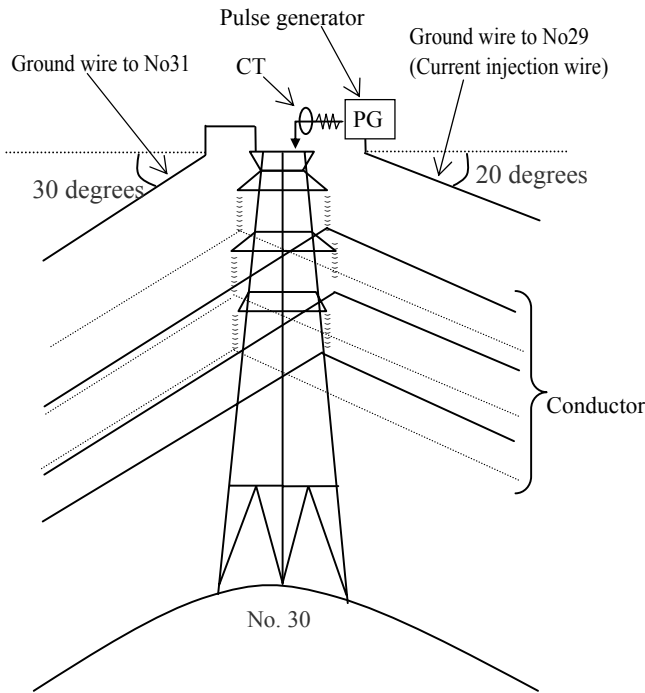 Pulse generator
Ground wire to No31
CT
Ground wire to No29
(Current injection wire)
PG
30 degrees
20 degrees
Conductor
No. 30